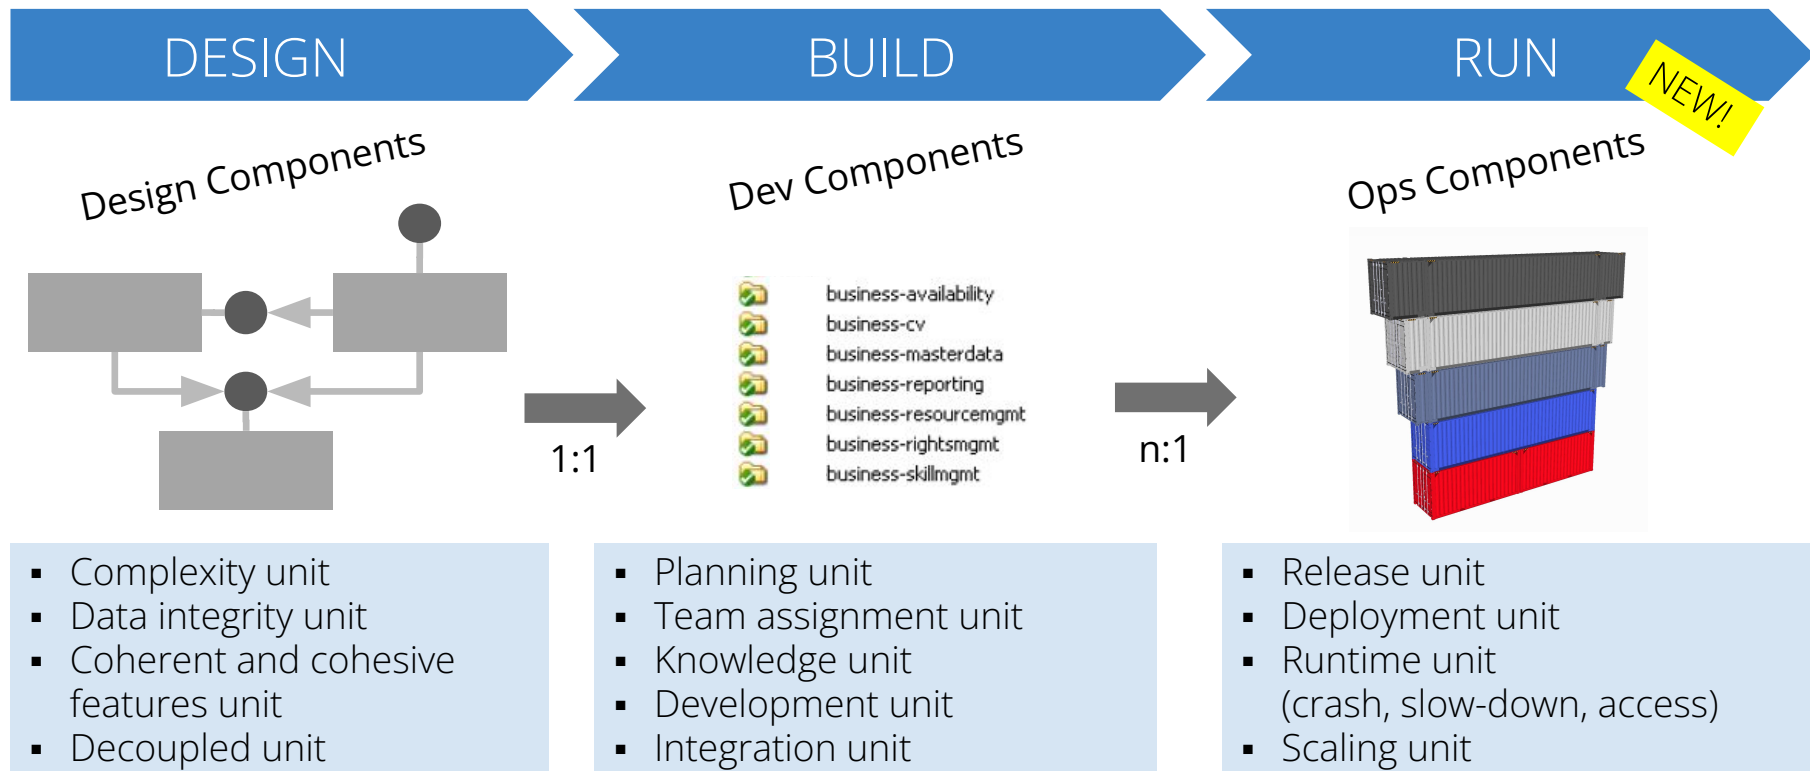 DESIGN
BUILD
RUN
NEW!
Design Components
Dev Components
Ops Components
business-availability
business-cv
business-masterdata
business-reporting
business-resourcemgmt
business-rightsmgmt
business-skillmgmt
1:1
n:1
▪ Complexity unit
▪ Data integrity unit
▪ Coherent and cohesive
features unit
▪ Decoupled unit
▪ Planning unit
▪ Team assignment unit
▪ Knowledge unit
▪ Development unit
▪ Integration unit
▪ Release unit
▪ Deployment unit
▪ Runtime unit
(crash, slow-down, access)
▪ Scaling unit